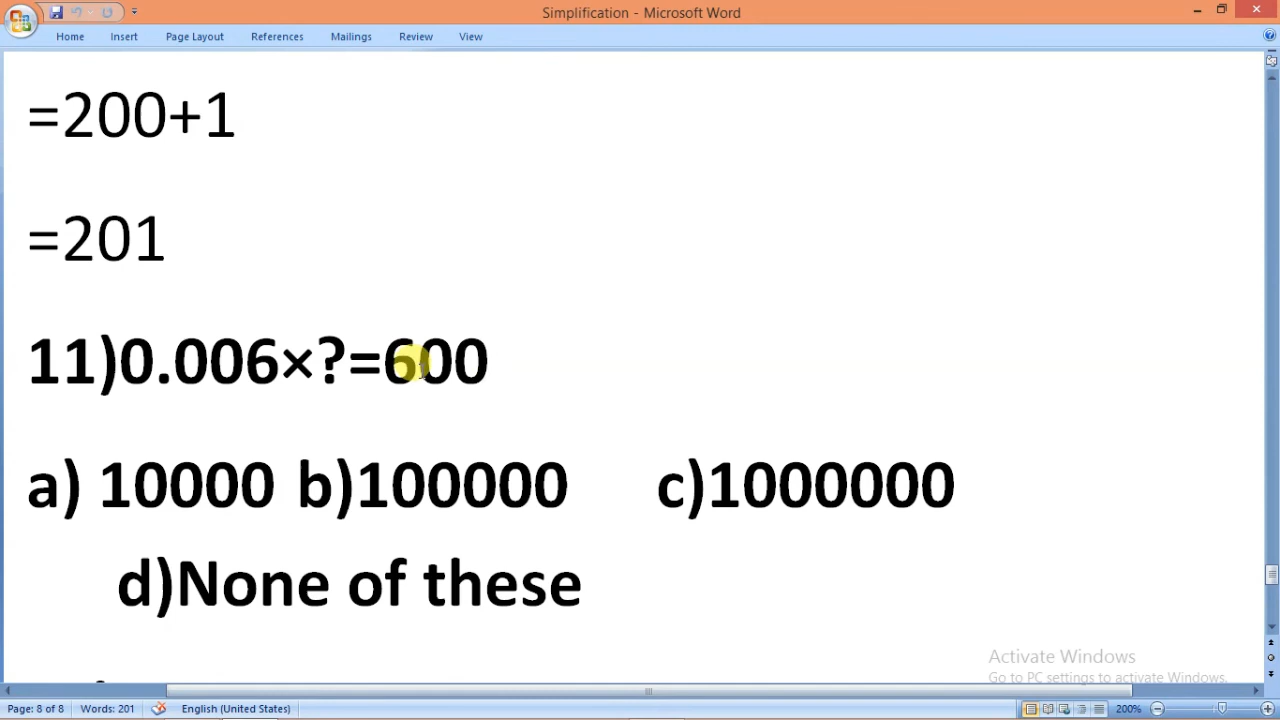 Simplification - Microsoft Word
Home Insert Page Layout References Mailings Review View
=200+1
=201
11)0.006×?=600
a) 10000 b)100000 c)1000000
d)None of these
Activate Windows
Go to PC settings to activate Windows.
Page: 8 of 8 Words: 201 English (United States) 200%